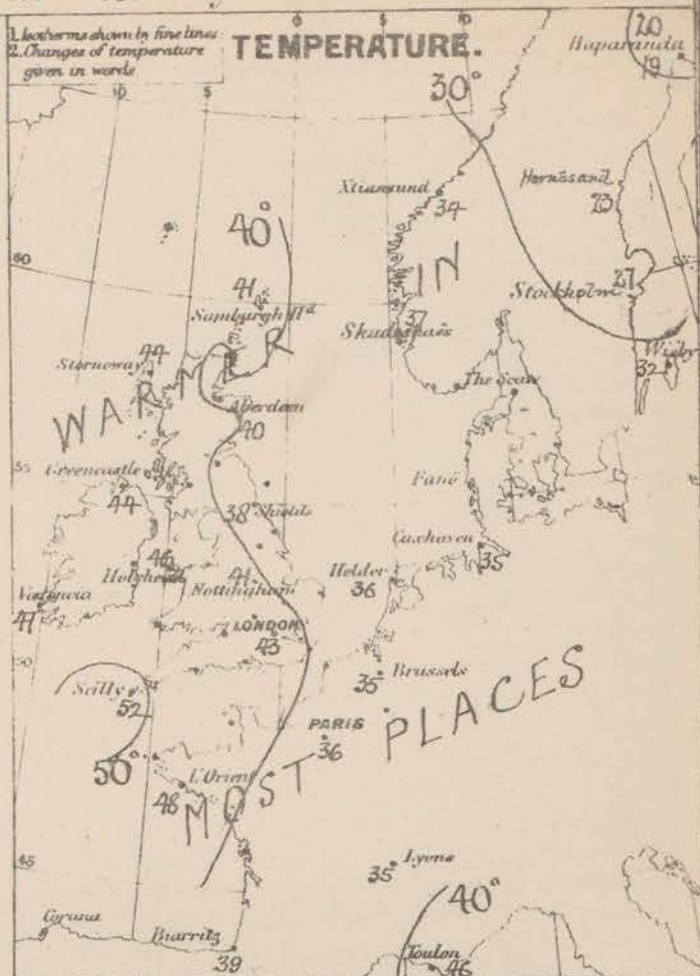 0 5 10
1. Isotherms shown by fine lines
2. Changes of temperature
given in words
TEMPERATURE.
10 5
20
Haparanda
19
30°
Xtiansund
34
Hernösand
23
40°
60
41
Sumburgh Hd
IN
27
Stockholm
37
Skudesnaes
Wisby
32
44
Stornoway
WARMER
The Scaw
Aberdeen
40
55
Greencastle
44
Fanö
38 Shields
Cuxhaven
35
46
Holyhead
41
Nottingham
Helder
36
Valencia
47
LONDON
43
50
Brussels
35
Scilly
52
PLACES
PARIS
36
50°
L'Orient
48
MOST
45
Lyons
35
40°
Coruna
Biarritz
39
Toulon
46